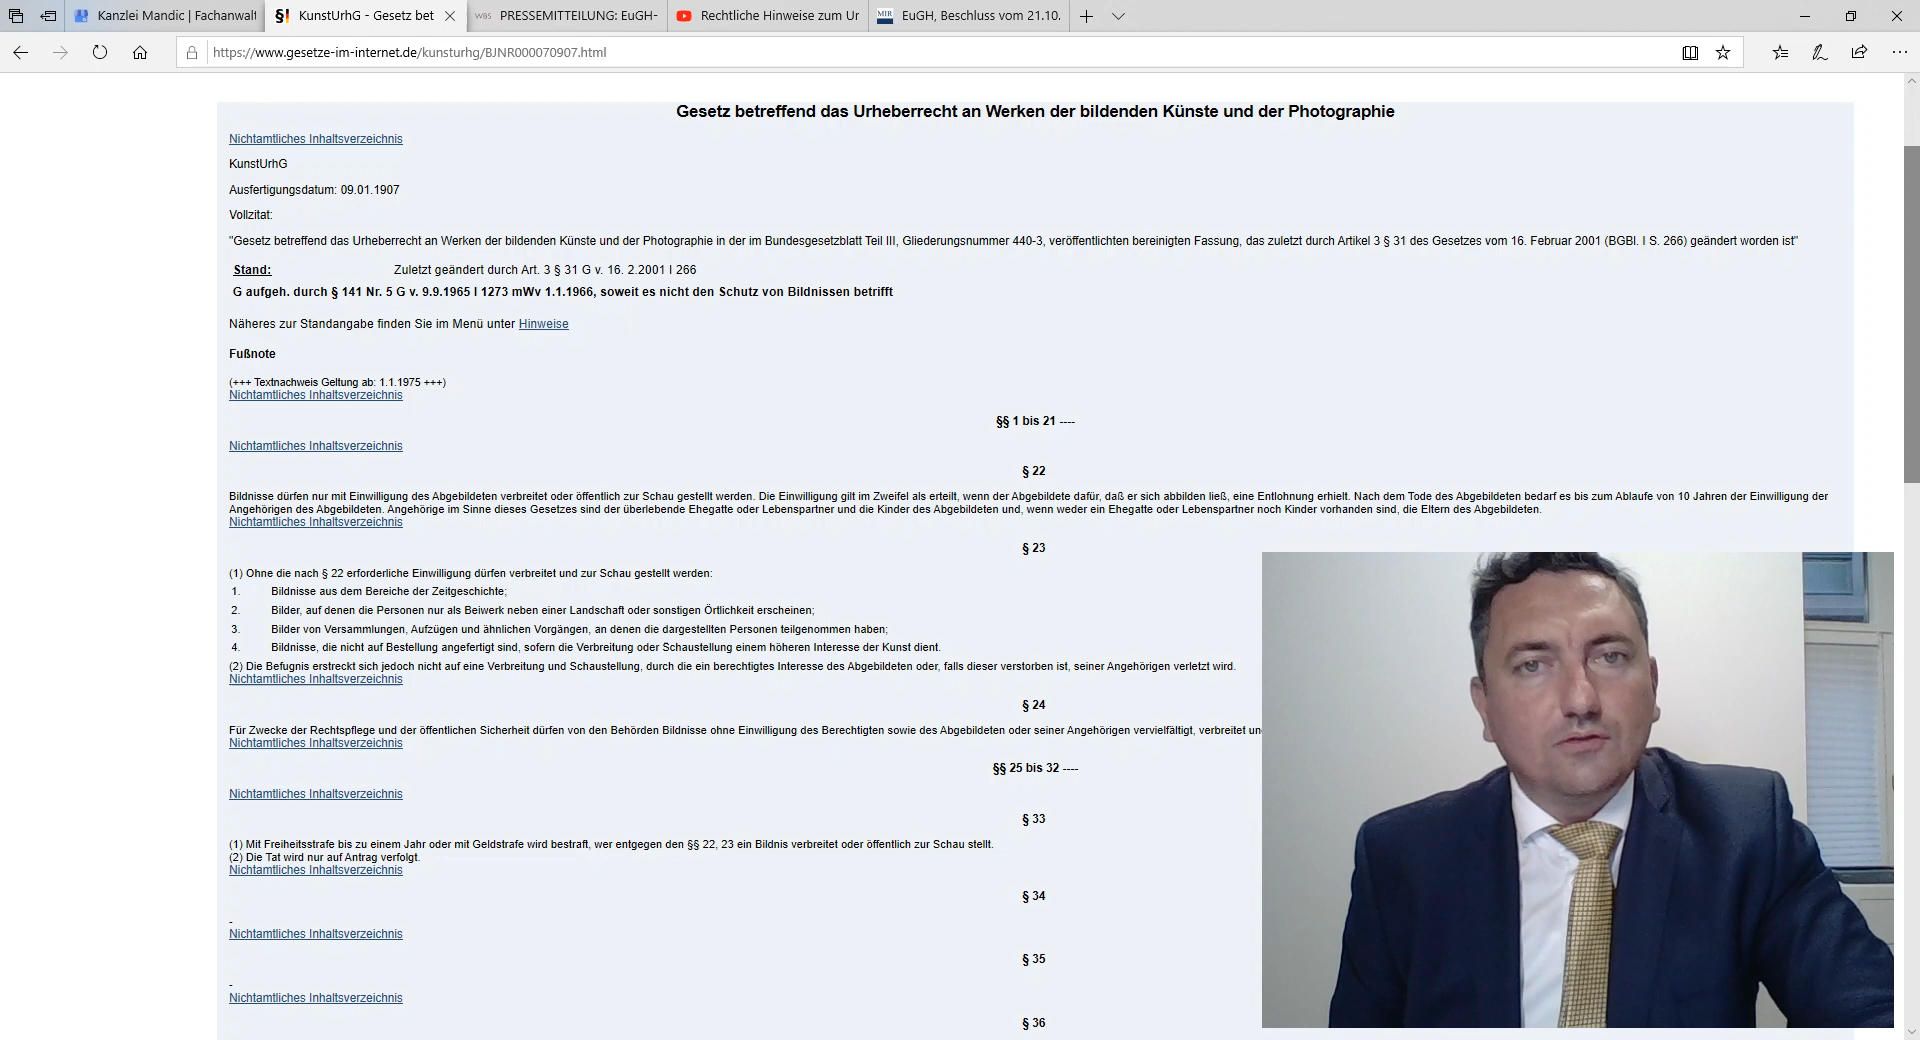 Kanzlei Mandic | Fachanwalt
KunstUrhG - Gesetz bet
WBS
PRESSEMITTEILUNG: EuGH-
Rechtliche Hinweise zum Ur
MIR
EuGH, Beschluss vom 21.10.
https://www.gesetze-im-internet.de/kunsturhg/BJNR000070907.html
Gesetz betreffend das Urheberrecht an Werken der bildenden Künste und der Photographie
Nichtamtliches Inhaltsverzeichnis
KunstUrhG
Ausfertigungsdatum: 09.01.1907
Vollzitat:
"Gesetz betreffend das Urheberrecht an Werken der bildenden Künste und der Photographie in der im Bundesgesetzblatt Teil III, Gliederungsnummer 440-3, veröffentlichten bereinigten Fassung, das zuletzt durch Artikel 3 § 31 des Gesetzes vom 16. Februar 2001 (BGBl. I S. 266) geändert worden ist"
Stand: Zuletzt geändert durch Art. 3 § 31 G v. 16. 2.2001 I 266
G aufgeh. durch § 141 Nr. 5 G v. 9.9.1965 I 1273 mWv 1.1.1966, soweit es nicht den Schutz von Bildnissen betrifft
Näheres zur Standangabe finden Sie im Menü unter Hinweise
Fußnote
(+++ Textnachweis Geltung ab: 1.1.1975 +++)
Nichtamtliches Inhaltsverzeichnis
§§ 1 bis 21 ----
Nichtamtliches Inhaltsverzeichnis
§ 22
Bildnisse dürfen nur mit Einwilligung des Abgebildeten verbreitet oder öffentlich zur Schau gestellt werden. Die Einwilligung gilt im Zweifel als erteilt, wenn der Abgebildete dafür, daß er sich abbilden ließ, eine Entlohnung erhielt. Nach dem Tode des Abgebildeten bedarf es bis zum Ablaufe von 10 Jahren der Einwilligung der
Angehörigen des Abgebildeten. Angehörige im Sinne dieses Gesetzes sind der überlebende Ehegatte oder Lebenspartner und die Kinder des Abgebildeten und, wenn weder ein Ehegatte oder Lebenspartner noch Kinder vorhanden sind, die Eltern des Abgebildeten.
Nichtamtliches Inhaltsverzeichnis
§ 23
(1) Ohne die nach § 22 erforderliche Einwilligung dürfen verbreitet und zur Schau gestellt werden:
1. Bildnisse aus dem Bereiche der Zeitgeschichte;
2. Bilder, auf denen die Personen nur als Beiwerk neben einer Landschaft oder sonstigen Örtlichkeit erscheinen;
3. Bilder von Versammlungen, Aufzügen und ähnlichen Vorgängen, an denen die dargestellten Personen teilgenommen haben;
4. Bildnisse, die nicht auf Bestellung angefertigt sind, sofern die Verbreitung oder Schaustellung einem höheren Interesse der Kunst dient.
(2) Die Befugnis erstreckt sich jedoch nicht auf eine Verbreitung und Schaustellung, durch die ein berechtigtes Interesse des Abgebildeten oder, falls dieser verstorben ist, seiner Angehörigen verletzt wird.
Nichtamtliches Inhaltsverzeichnis
§ 24
Für Zwecke der Rechtspflege und der öffentlichen Sicherheit dürfen von den Behörden Bildnisse ohne Einwilligung des Berechtigten sowie des Abgebildeten oder seiner Angehörigen vervielfältigt, verbreitet un
Nichtamtliches Inhaltsverzeichnis
§§ 25 bis 32 ----
Nichtamtliches Inhaltsverzeichnis
§ 33
(1) Mit Freiheitsstrafe bis zu einem Jahr oder mit Geldstrafe wird bestraft, wer entgegen den §§ 22, 23 ein Bildnis verbreitet oder öffentlich zur Schau stellt.
(2) Die Tat wird nur auf Antrag verfolgt.
Nichtamtliches Inhaltsverzeichnis
§ 34
-
Nichtamtliches Inhaltsverzeichnis
§ 35
-
Nichtamtliches Inhaltsverzeichnis
§ 36